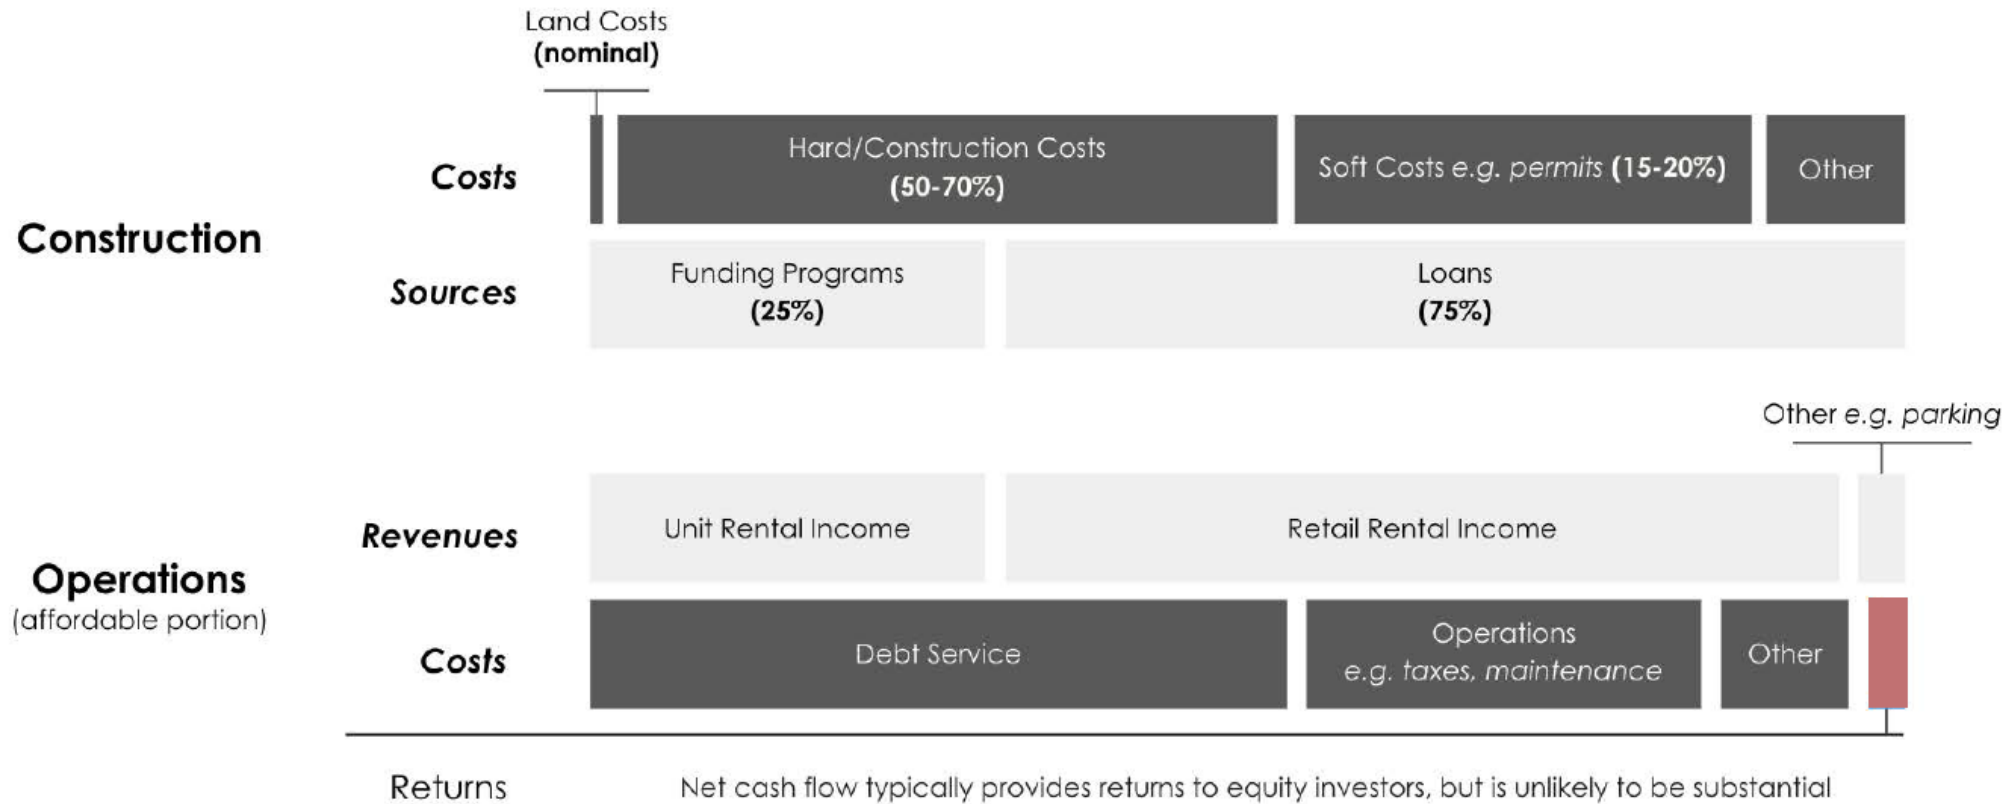 Land Costs
(nominal)
Construction
Costs
Hard/Construction Costs
(50-70%)
Soft Costs e.g. permits (15-20%)
Other
Sources
Funding Programs
(25%)
Loans
(75%)
Other e.g. parking
Operations
(affordable portion)
Revenues
Unit Rental Income
Retail Rental Income
Costs
Debt Service
Operations
e.g. taxes, maintenance
Other
Returns
Net cash flow typically provides returns to equity investors, but is unlikely to be substantial